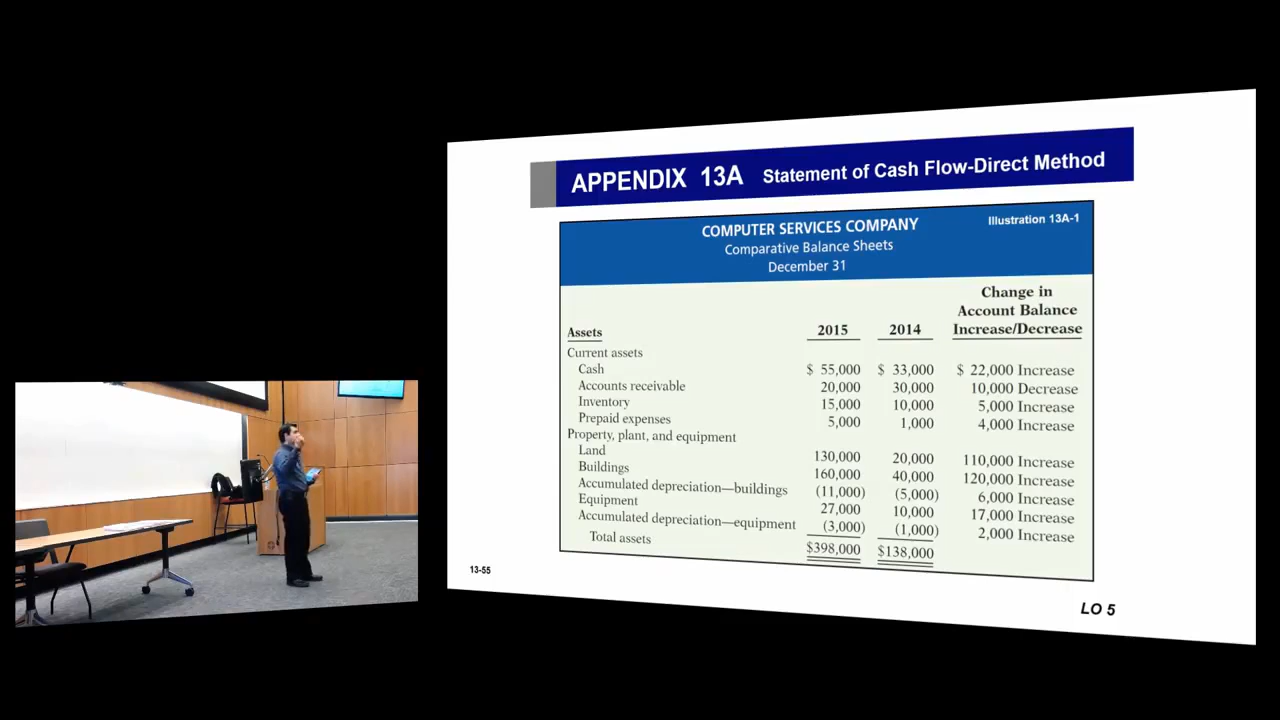 APPENDIX 13A Statement of Cash Flow-Direct Method
COMPUTER SERVICES COMPANY
Illustration 13A-1
Comparative Balance Sheets
December 31
Change in
Account Balance
Assets 2015 2014 Increase/Decrease
Current assets
Cash $ 55,000 $ 33,000 $ 22,000 Increase
Accounts receivable 20,000 30,000 10,000 Decrease
Inventory 15,000 10,000 5,000 Increase
Prepaid expenses 5,000 1,000 4,000 Increase
Property, plant, and equipment
Land 130,000 20,000 110,000 Increase
Buildings 160,000 40,000 120,000 Increase
Accumulated depreciation—buildings (11,000) (5,000) 6,000 Increase
Equipment 27,000 10,000 17,000 Increase
Accumulated depreciation—equipment (3,000) (1,000) 2,000 Increase
Total assets $398,000 $138,000
13-55
LO 5